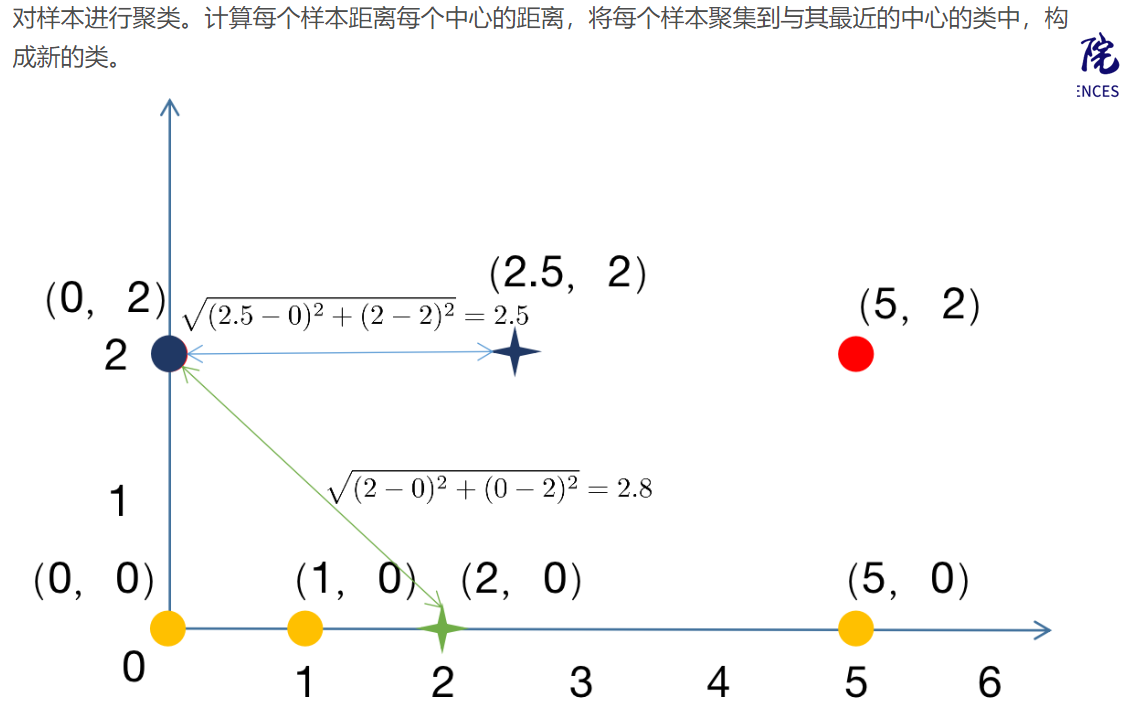 对样本进行聚类。计算每个样本距离每个中心的距离，将每个样本聚集到与其最近的中心的类中，构
成新的类。
院
ENCES
(2.5, 2)
(0, 2)
√(2.5 − 0)² + (2 − 2)² = 2.5
(5, 2)
2
√(2 − 0)² + (0 − 2)² = 2.8
1
(0, 0) (1, 0) (2, 0) (5, 0)
0 1 2 3 4 5 6